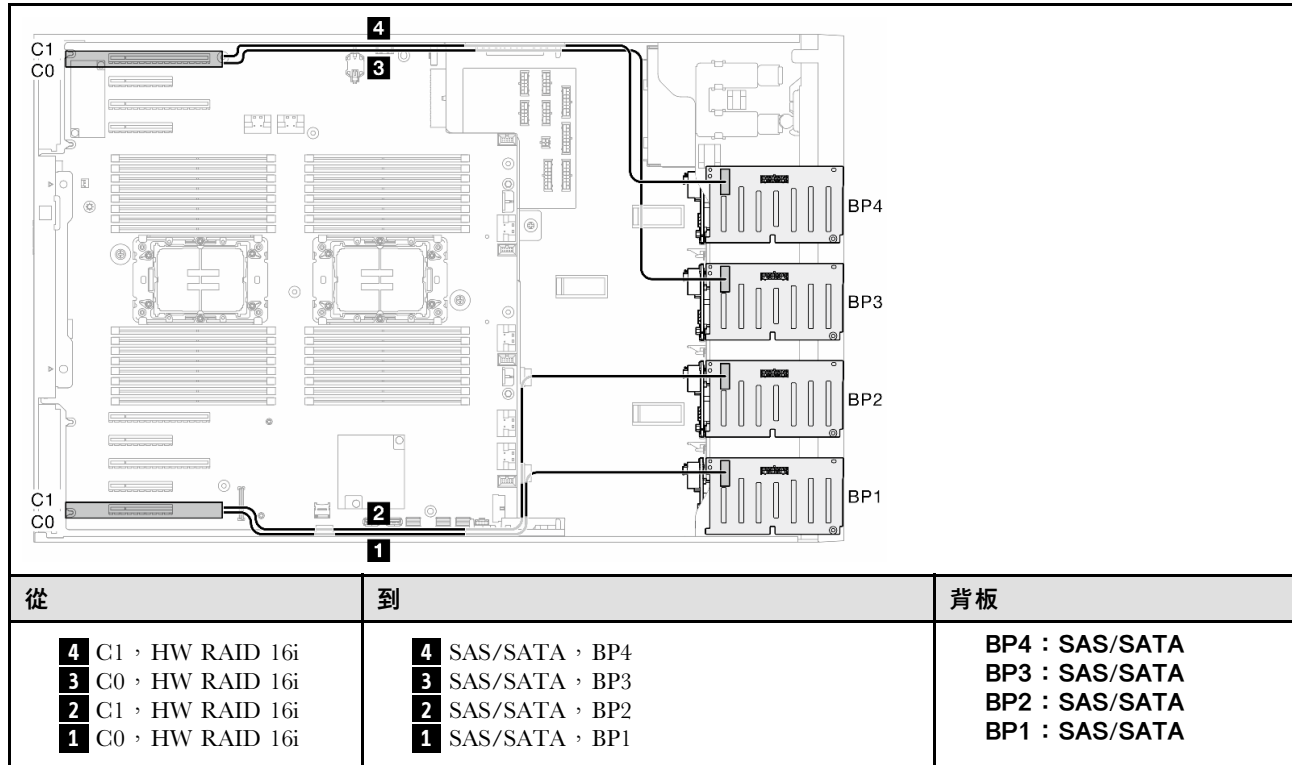 4
C1
C0
3
BP4
BP3
BP2
C1
C0
BP1
2
1
從
到
背板
4 C1，HW RAID 16i
3 C0，HW RAID 16i
2 C1，HW RAID 16i
1 C0，HW RAID 16i
4 SAS/SATA，BP4
3 SAS/SATA，BP3
2 SAS/SATA，BP2
1 SAS/SATA，BP1
BP4：SAS/SATA
BP3：SAS/SATA
BP2：SAS/SATA
BP1：SAS/SATA